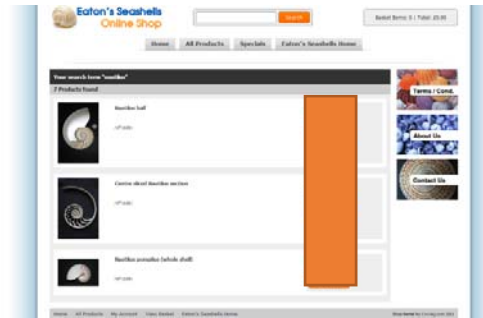 Eaton's Seashells
Online Shop
Search
Basket Items: 0 / Total: £0.00
Home All Products Specials Eaton's Seashells Home
Your search term "nautilus"
7 Products found
Terms / Cond.
Nautilus half
About Us
Centre sliced Nautilus section
Contact Us
Nautilus pompilus (whole shell)
Home All Products My Account View Basket Eaton's Seashells Home